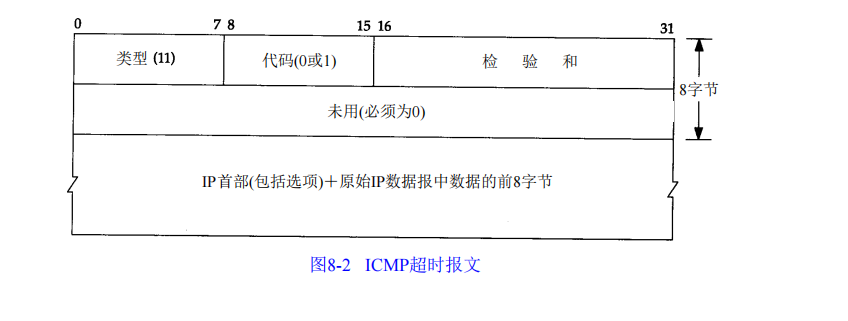 0 7 8 15 16 31
类型 (11) 代码(0或1) 检 验 和
8字节
未用(必须为0)
IP首部(包括选项)+原始IP数据报中数据的前8字节
图8-2 ICMP超时报文